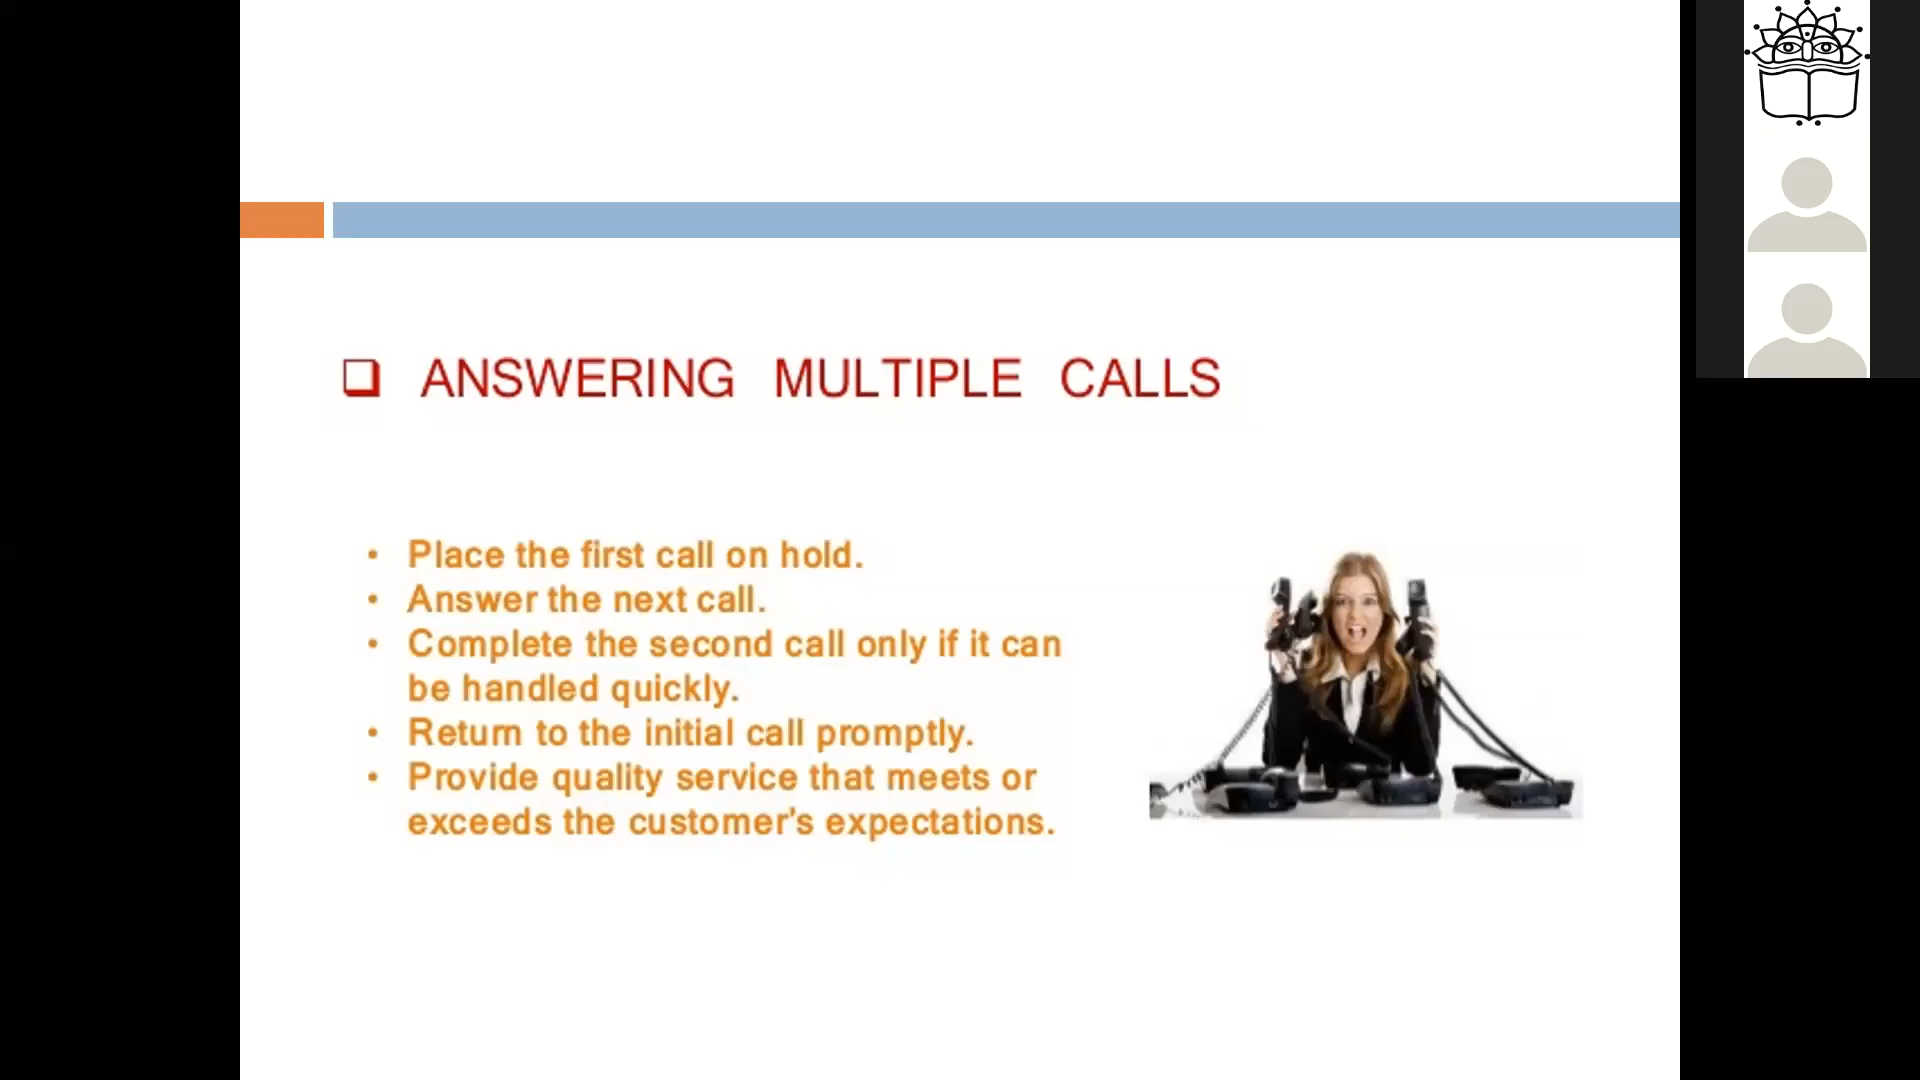 ANSWERING MULTIPLE CALLS
• Place the first call on hold.
• Answer the next call.
• Complete the second call only if it can
be handled quickly.
• Return to the initial call promptly.
• Provide quality service that meets or
exceeds the customer's expectations.